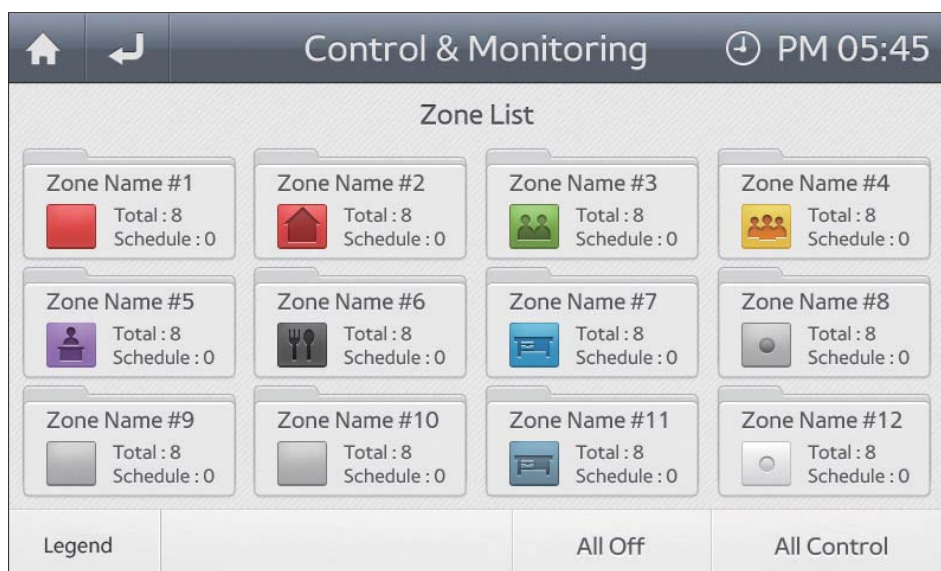 Control & Monitoring PM 05:45
Zone List
Zone Name #1
Total : 8
Schedule : 0
Zone Name #2
Total : 8
Schedule : 0
Zone Name #3
Total : 8
Schedule : 0
Zone Name #4
Total : 8
Schedule : 0
Zone Name #5
Total : 8
Schedule : 0
Zone Name #6
Total : 8
Schedule : 0
Zone Name #7
Total : 8
Schedule : 0
Zone Name #8
Total : 8
Schedule : 0
Zone Name #9
Total : 8
Schedule : 0
Zone Name #10
Total : 8
Schedule : 0
Zone Name #11
Total : 8
Schedule : 0
Zone Name #12
Total : 8
Schedule : 0
Legend
All Off
All Control